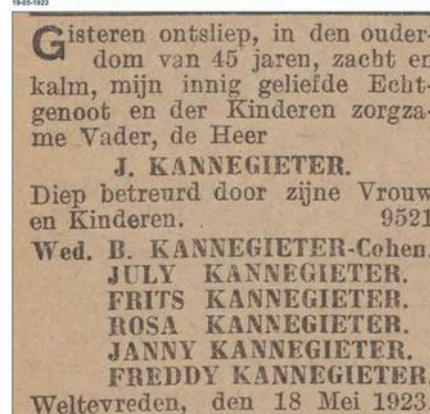 19-05-1923
Gisteren ontsliep, in den ouder-
dom van 45 jaren, zacht en
kalm, mijn innig geliefde Echt-
genoot en der Kinderen zorgza-
me Vader, de Heer
J. KANNEGIETER.
Diep betreurd door zijne Vrouw
en Kinderen. 9521
Wed. B. KANNEGIETER-Cohen.
JULY KANNEGIETER.
FRITS KANNEGIETER.
ROSA KANNEGIETER.
JANNY KANNEGIETER.
FREDDY KANNEGIETER.
Weltevreden, den 18 Mei 1923.